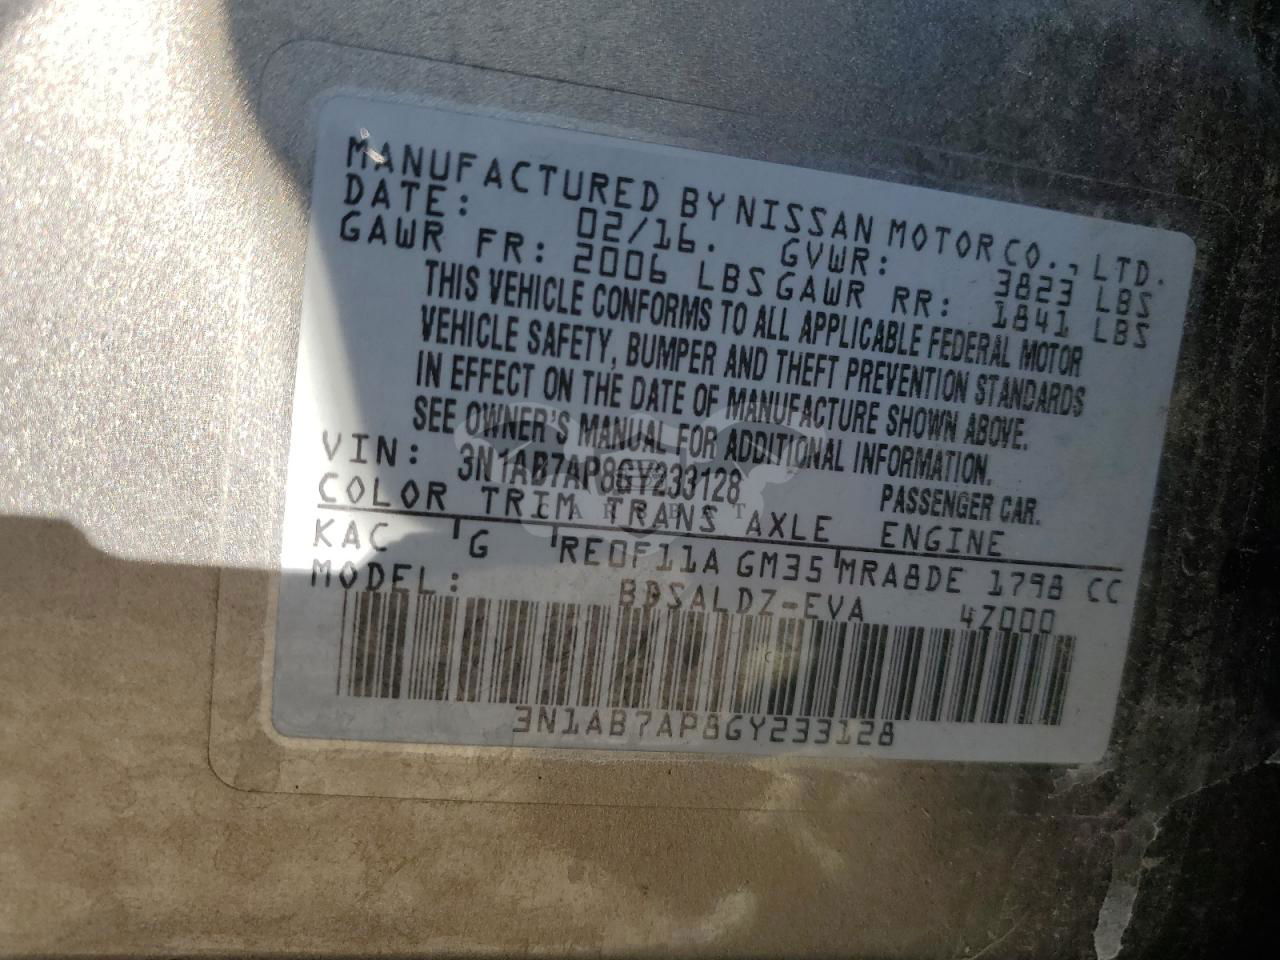 MANUFACTURED BY NISSAN MOTOR CO., LTD.
DATE: 02/16. GVWR: 3823 LBS
GAWR FR: 2006 LBS GAWR RR: 1841 LBS
THIS VEHICLE CONFORMS TO ALL APPLICABLE FEDERAL MOTOR
VEHICLE SAFETY, BUMPER AND THEFT PREVENTION STANDARDS
IN EFFECT ON THE DATE OF MANUFACTURE SHOWN ABOVE.
SEE OWNER'S MANUAL FOR ADDITIONAL INFORMATION.
VIN: 3N1AB7AP8GY233128 PASSENGER CAR.
COLOR TRIM TRANS AXLE ENGINE
KAC G RE0F11A GM35 MRA8DE 1798 CC
MODEL: BDSALDZ-EVA 4Z000
3N1AB7AP8GY233128